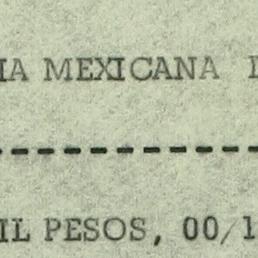 IA MEXICANA D
--------------------
IL PESOS, 00/1